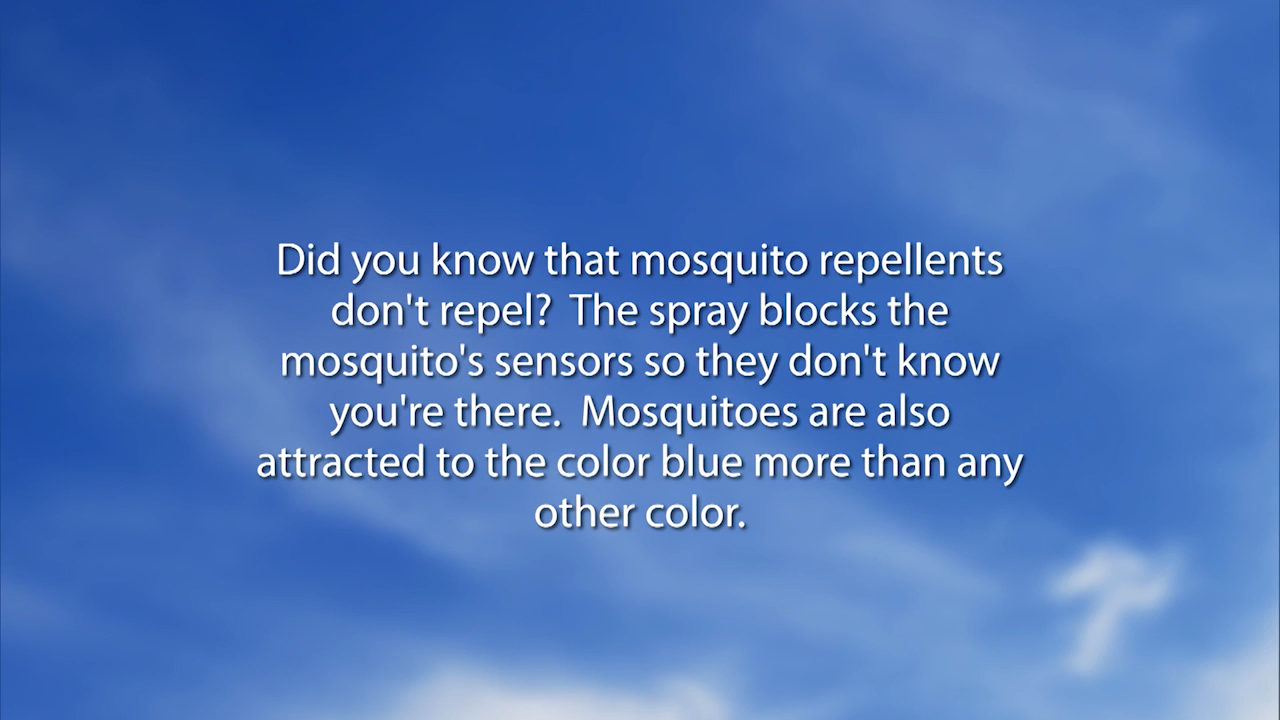 Did you know that mosquito repellents
don't repel?  The spray blocks the
mosquito's sensors so they don't know
you're there.  Mosquitoes are also
attracted to the color blue more than any
other color.